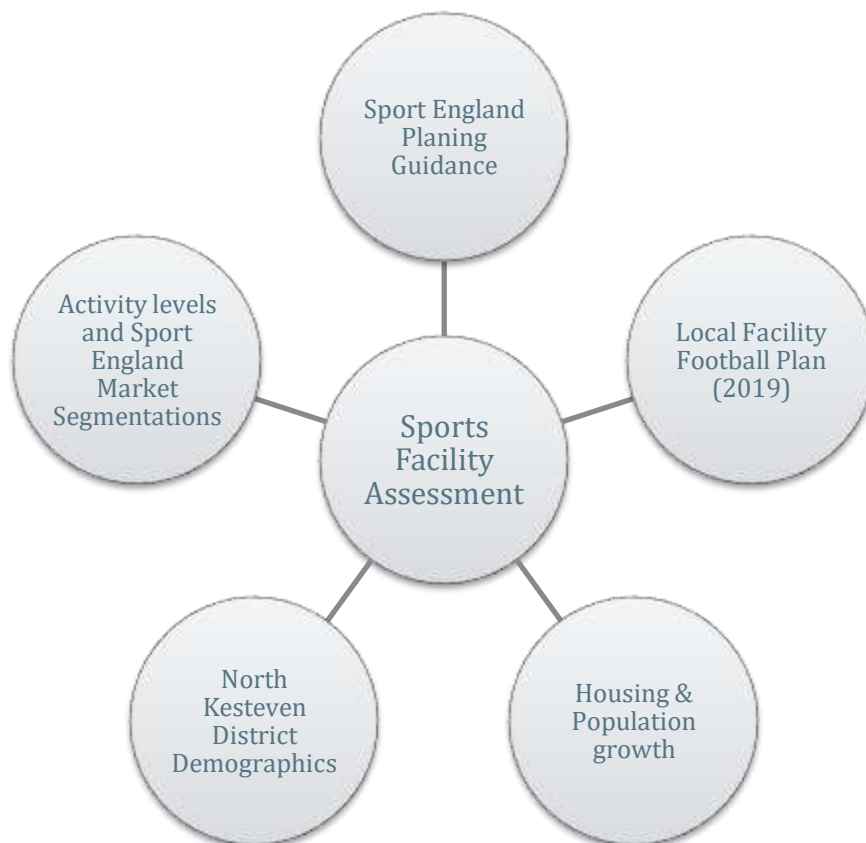 Sport England
Planing
Guidance
Activity levels
and Sport
England
Market
Segmentations
Local Facility
Football Plan
(2019)
Sports
Facility
Assessment
North
Kesteven
District
Demographics
Housing &
Population
growth